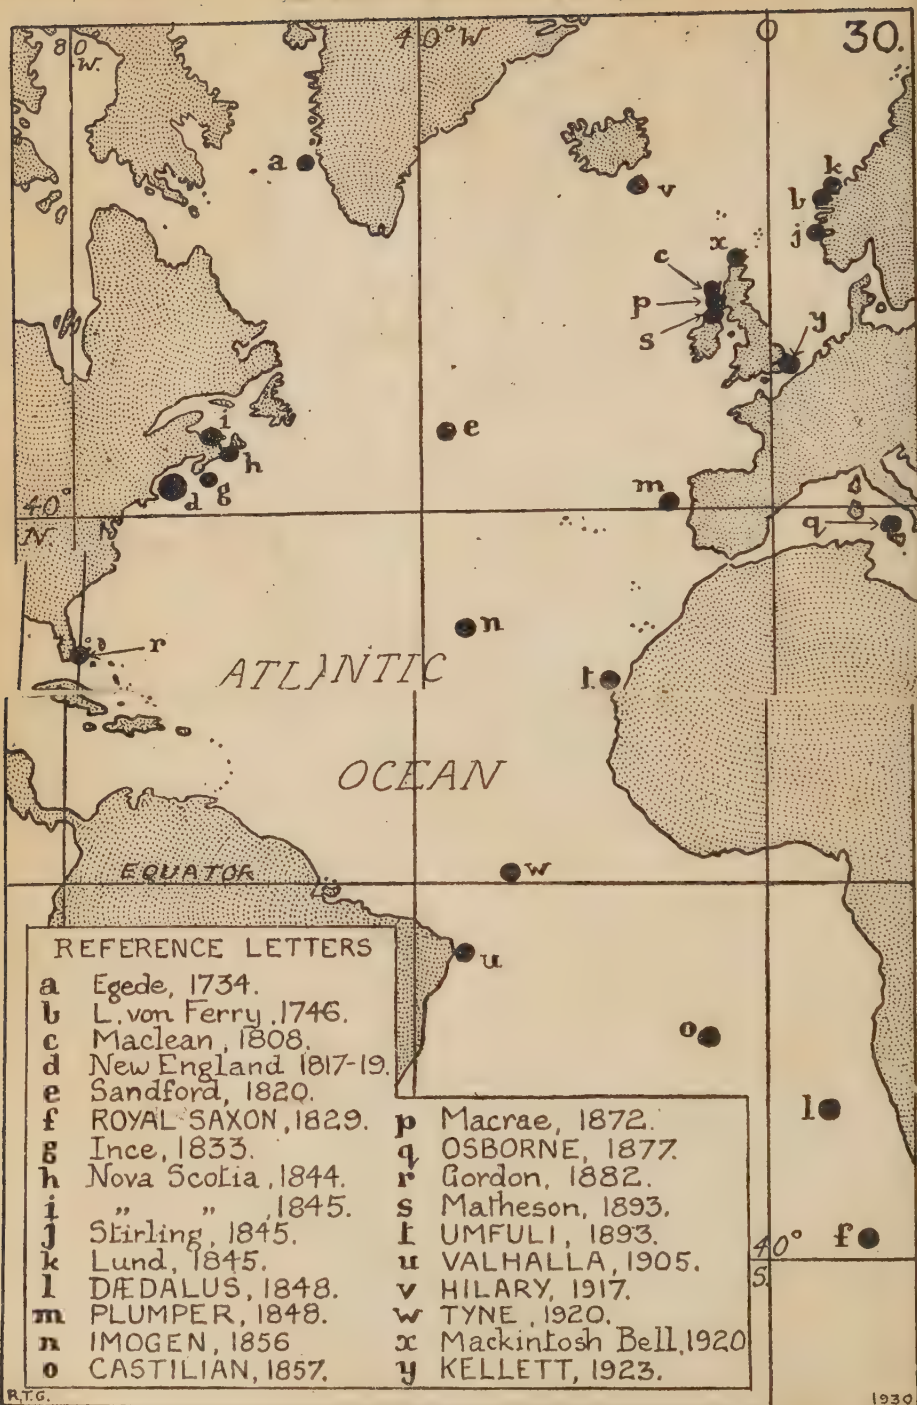 80
W.
40°W
0
30.
a
v
k
b
j
x
c
p
s
y
i
e
h
g
d
m
40°
N
q
n
r
ATLANTIC
t
OCEAN
w
EQUATOR
u
o
l
40°
S.
f
REFERENCE LETTERS
a Egede, 1734.
b L. von Ferry, 1746.
c Maclean, 1808.
d New England 1817-19.
e Sandford, 1820.
f ROYAL SAXON, 1829.
g Ince, 1833.
h Nova Scotia, 1844.
i " " , 1845.
j Stirling, 1845.
k Lund, 1845.
l DÆDALUS, 1848.
m PLUMPER, 1848.
n IMOGEN, 1856
o CASTILIAN, 1857.
p Macrae, 1872.
q OSBORNE, 1877.
r Gordon, 1882.
s Matheson, 1893.
t UMFULI, 1893.
u VALHALLA, 1905.
v HILARY, 1917.
w TYNE, 1920.
x Mackintosh Bell, 1920
y KELLETT, 1923.
R.T.G.
1930